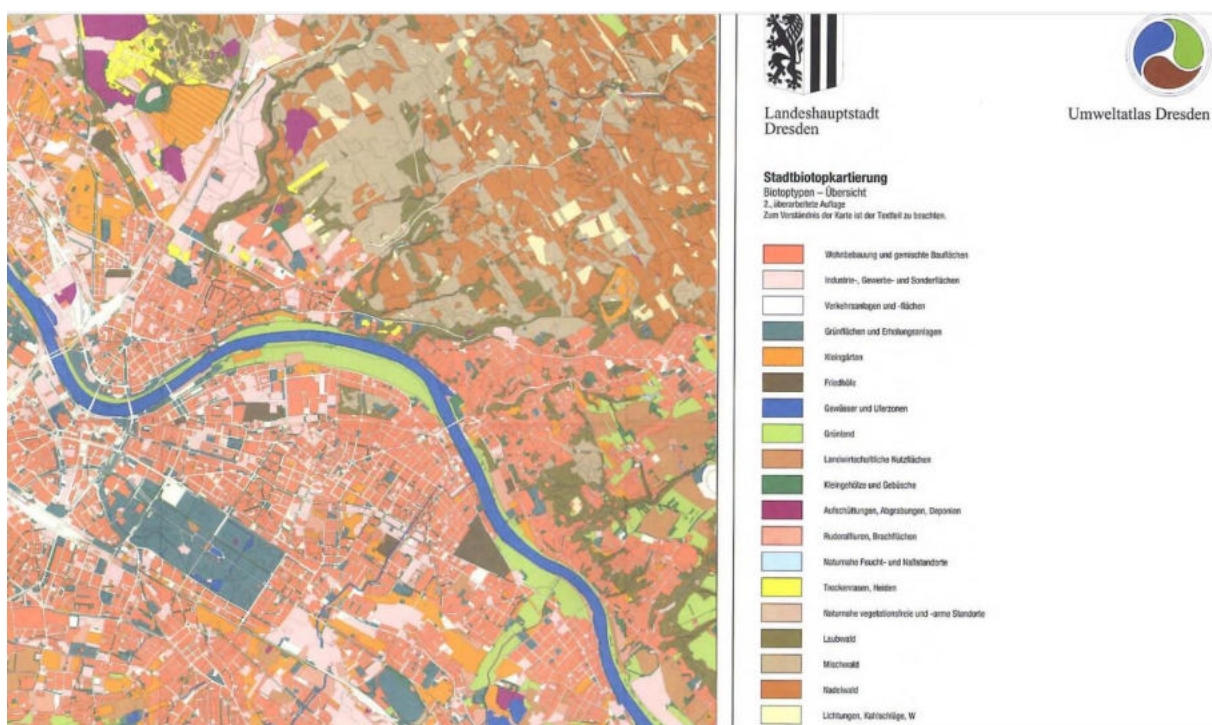 Landeshauptstadt
Dresden
Umweltatlas Dresden
Stadtbiotopkartierung
Biotoptypen – Übersicht
2., überarbeitete Auflage
Zum Verständnis der Karte ist der Textteil zu beachten.
Wohnbebauung und gemischte Bauflächen
Industrie-, Gewerbe- und Sonderflächen
Verkehrsanlagen und -flächen
Grünflächen und Erholungsanlagen
Kleingärten
Friedhöfe
Gewässer und Uferzonen
Grünland
Landwirtschaftliche Nutzflächen
Kleingehölze und Gebüsche
Aufschüttungen, Abgrabungen, Deponien
Ruderalfluren, Brachflächen
Naturnahe Feucht- und Naßstandorte
Trockenrasen, Heiden
Naturnahe vegetationsfreie und -arme Standorte
Laubwald
Mischwald
Nadelwald
Lichtungen, Kahlschläge, W